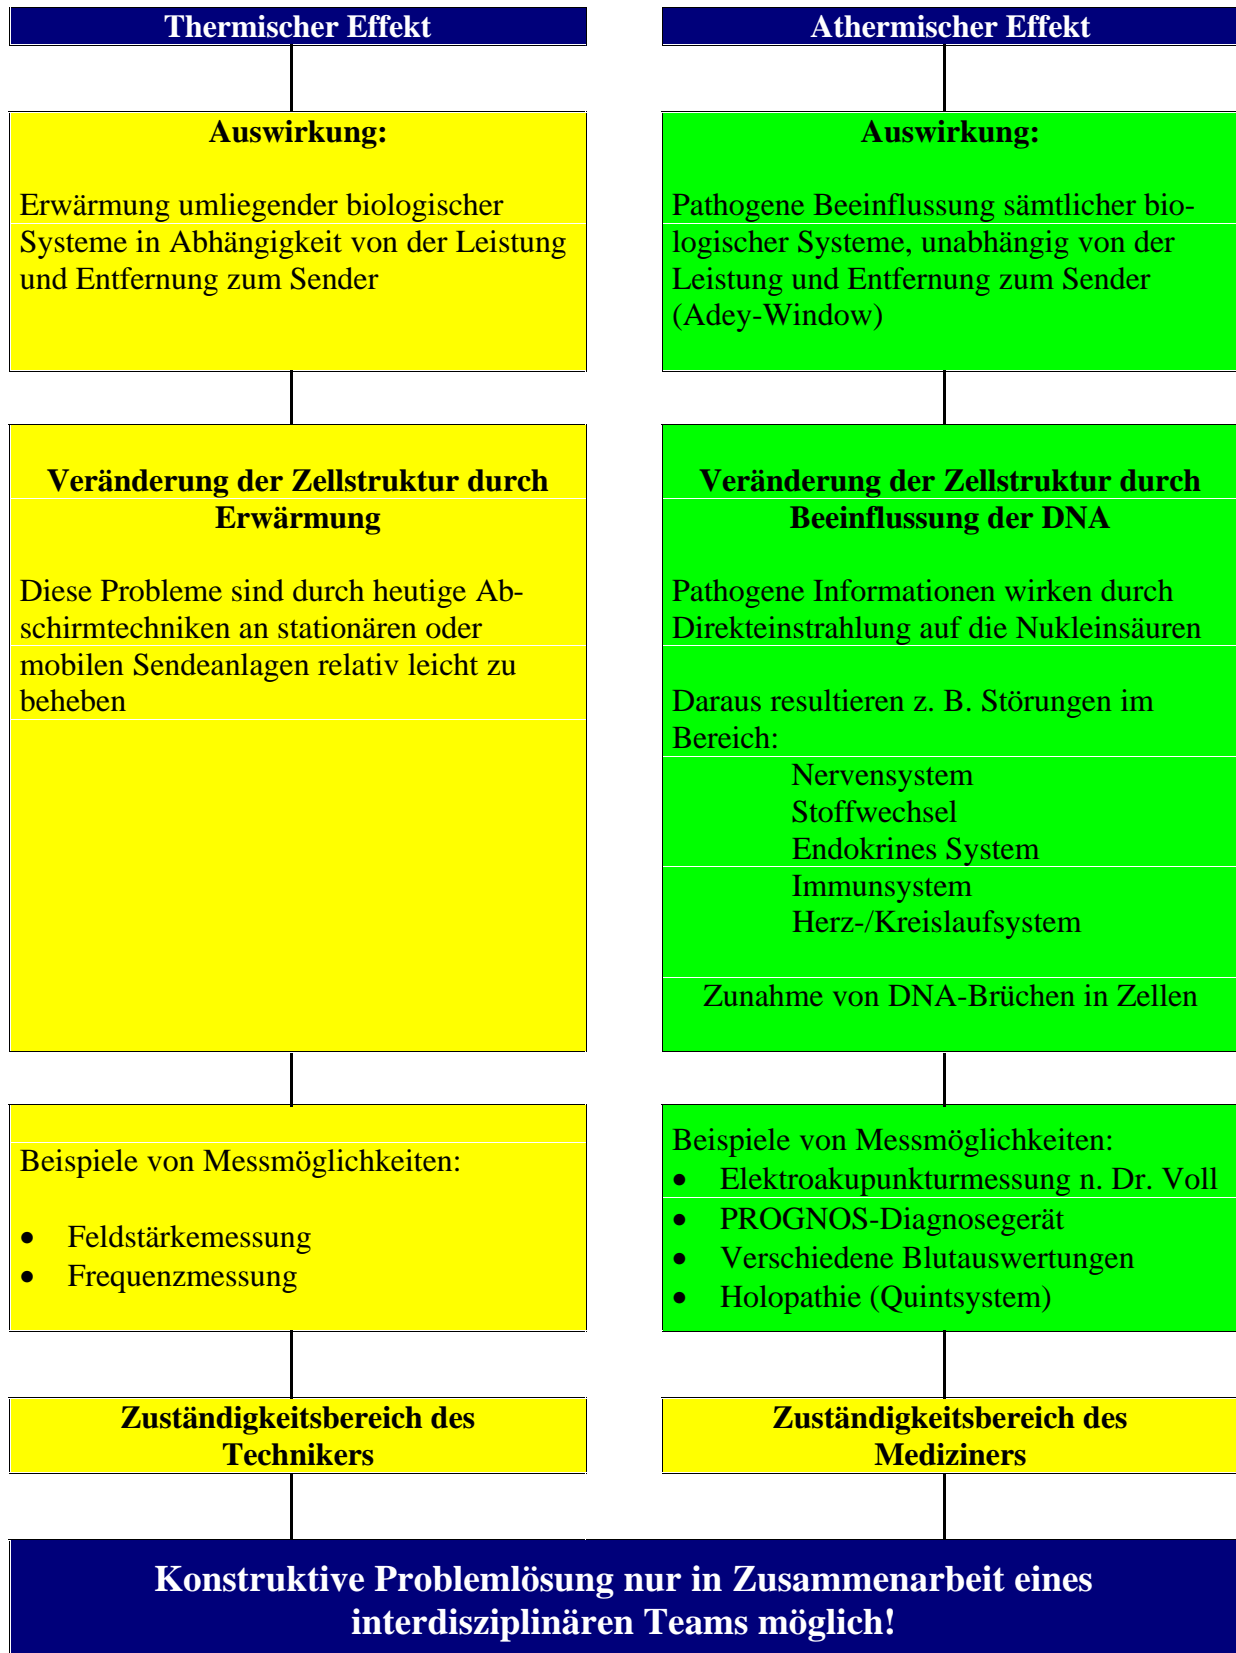 Thermischer Effekt
Auswirkung:
Erwärmung umliegender biologischer
Systeme in Abhängigkeit von der Leistung
und Entfernung zum Sender
Veränderung der Zellstruktur durch
Erwärmung
Diese Probleme sind durch heutige Ab-
schirmtechniken an stationären oder
mobilen Sendeanlagen relativ leicht zu
beheben
Beispiele von Messmöglichkeiten:
• Feldstärkemessung
• Frequenzmessung
Zuständigkeitsbereich des
Technikers
Athermischer Effekt
Auswirkung:
Pathogene Beeinflussung sämtlicher bio-
logischer Systeme, unabhängig von der
Leistung und Entfernung zum Sender
(Adey-Window)
Veränderung der Zellstruktur durch
Beeinflussung der DNA
Pathogene Informationen wirken durch
Direkteinstrahlung auf die Nukleinsäuren
Daraus resultieren z. B. Störungen im
Bereich:
Nervensystem
Stoffwechsel
Endokrines System
Immunsystem
Herz-/Kreislaufsystem
Zunahme von DNA-Brüchen in Zellen
Beispiele von Messmöglichkeiten:
• Elektroakupunkturmessung n. Dr. Voll
• PROGNOS-Diagnosegerät
• Verschiedene Blutauswertungen
• Holopathie (Quintsystem)
Zuständigkeitsbereich des
Mediziners
Konstruktive Problemlösung nur in Zusammenarbeit eines
interdisziplinären Teams möglich!